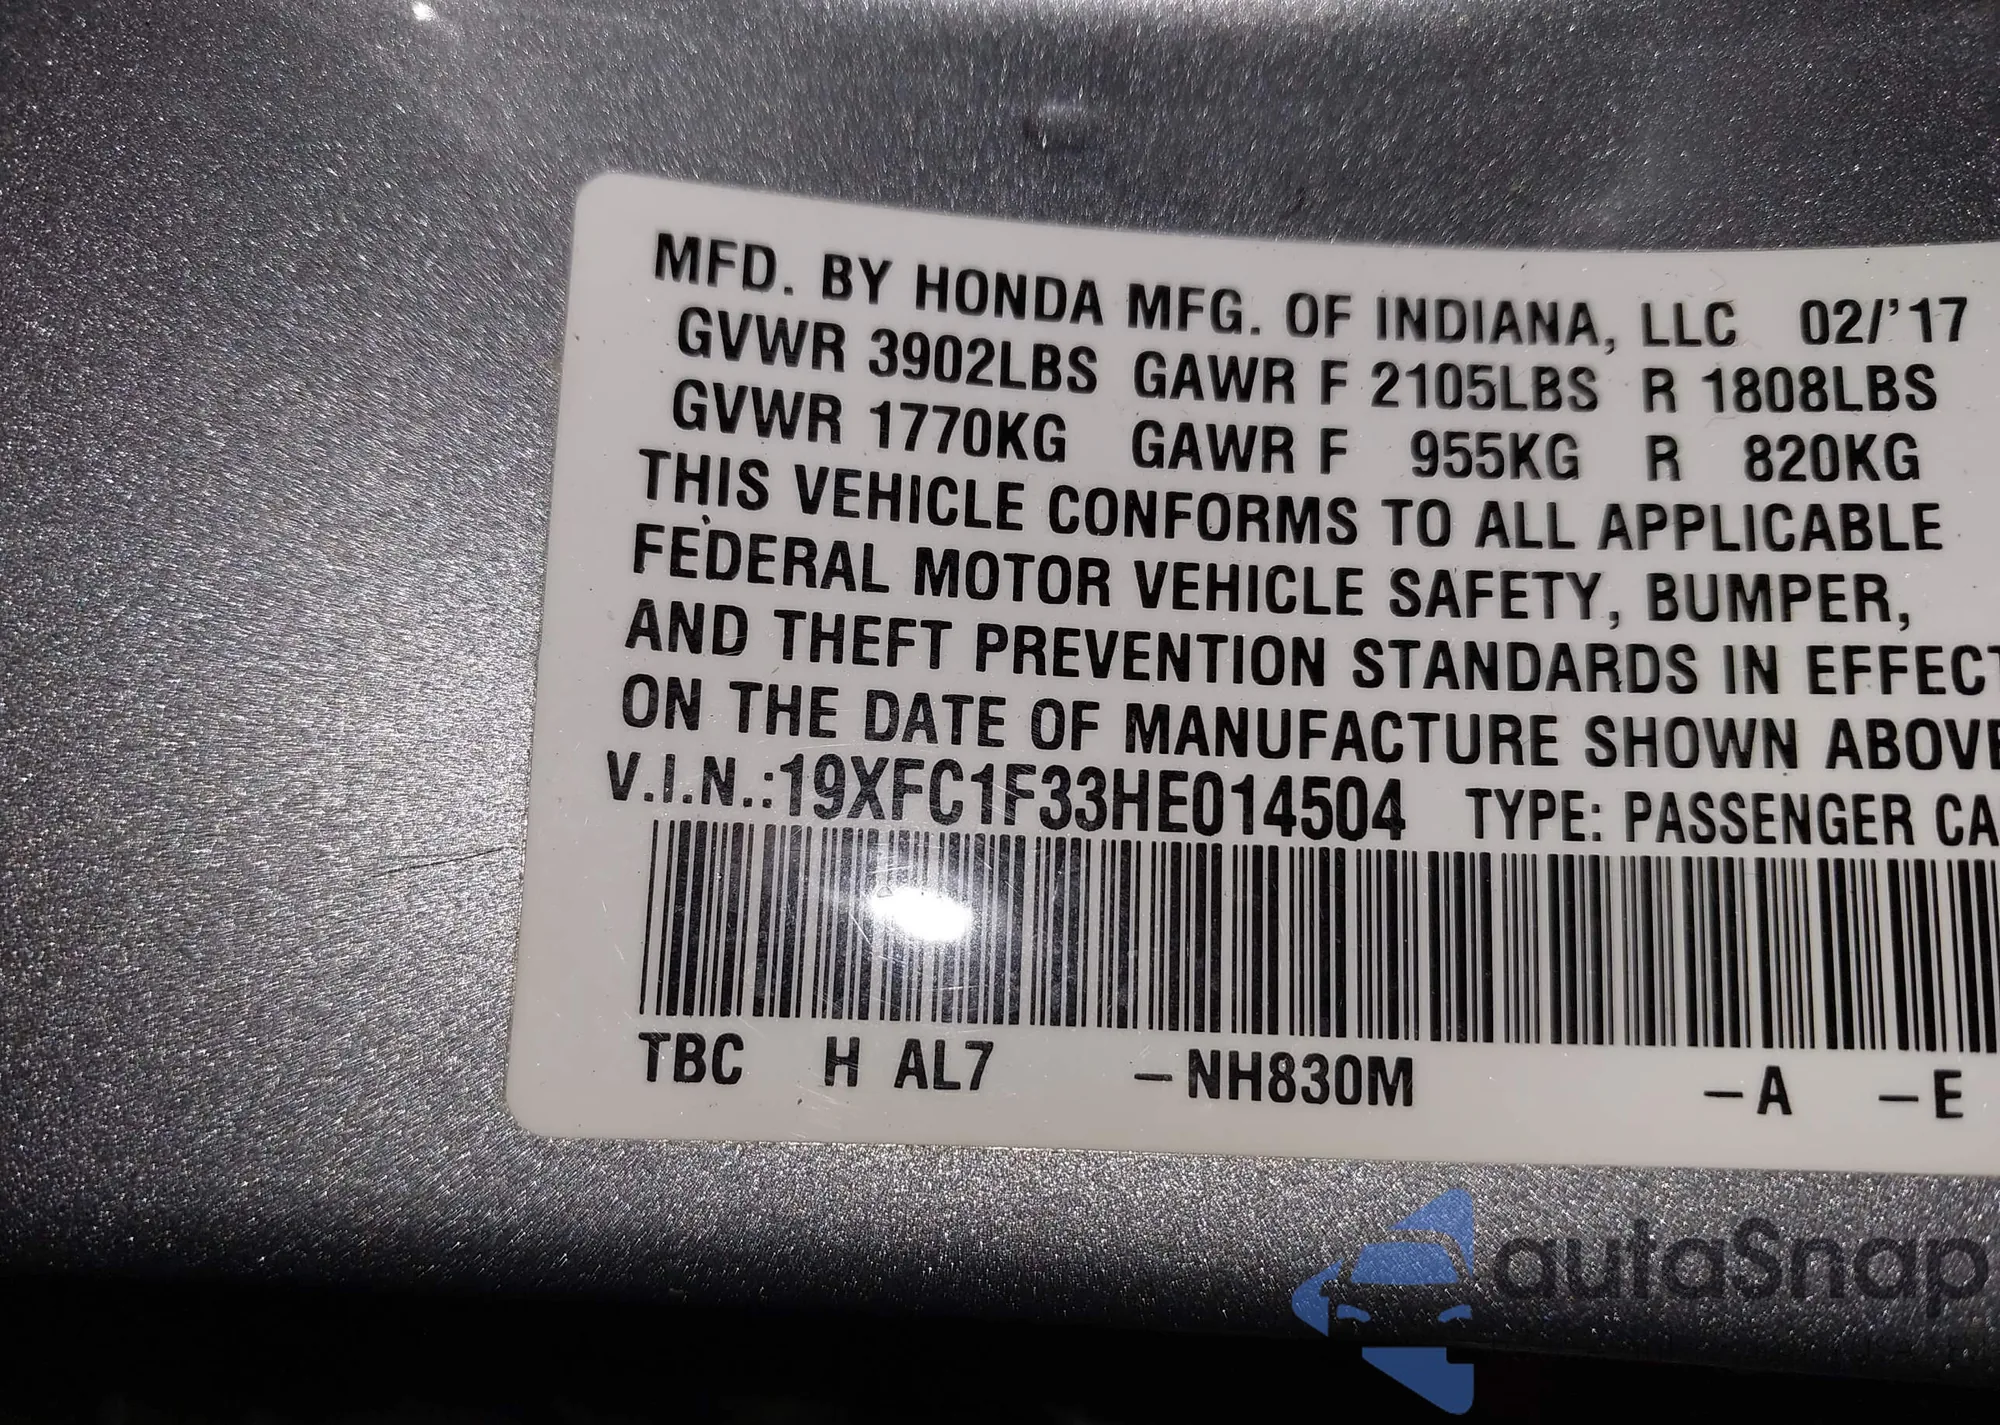 MFD. BY HONDA MFG. OF INDIANA, LLC 02/'17
GVWR 3902LBS GAWR F 2105LBS R 1808LBS
GVWR 1770KG GAWR F 955KG R 820KG
THIS VEHICLE CONFORMS TO ALL APPLICABLE
FEDERAL MOTOR VEHICLE SAFETY, BUMPER,
AND THEFT PREVENTION STANDARDS IN EFFECT
ON THE DATE OF MANUFACTURE SHOWN ABOVE
V.I.N.:19XFC1F33HE014504 TYPE: PASSENGER CA
TBC H AL7 –NH830M –A –E
autaSnap